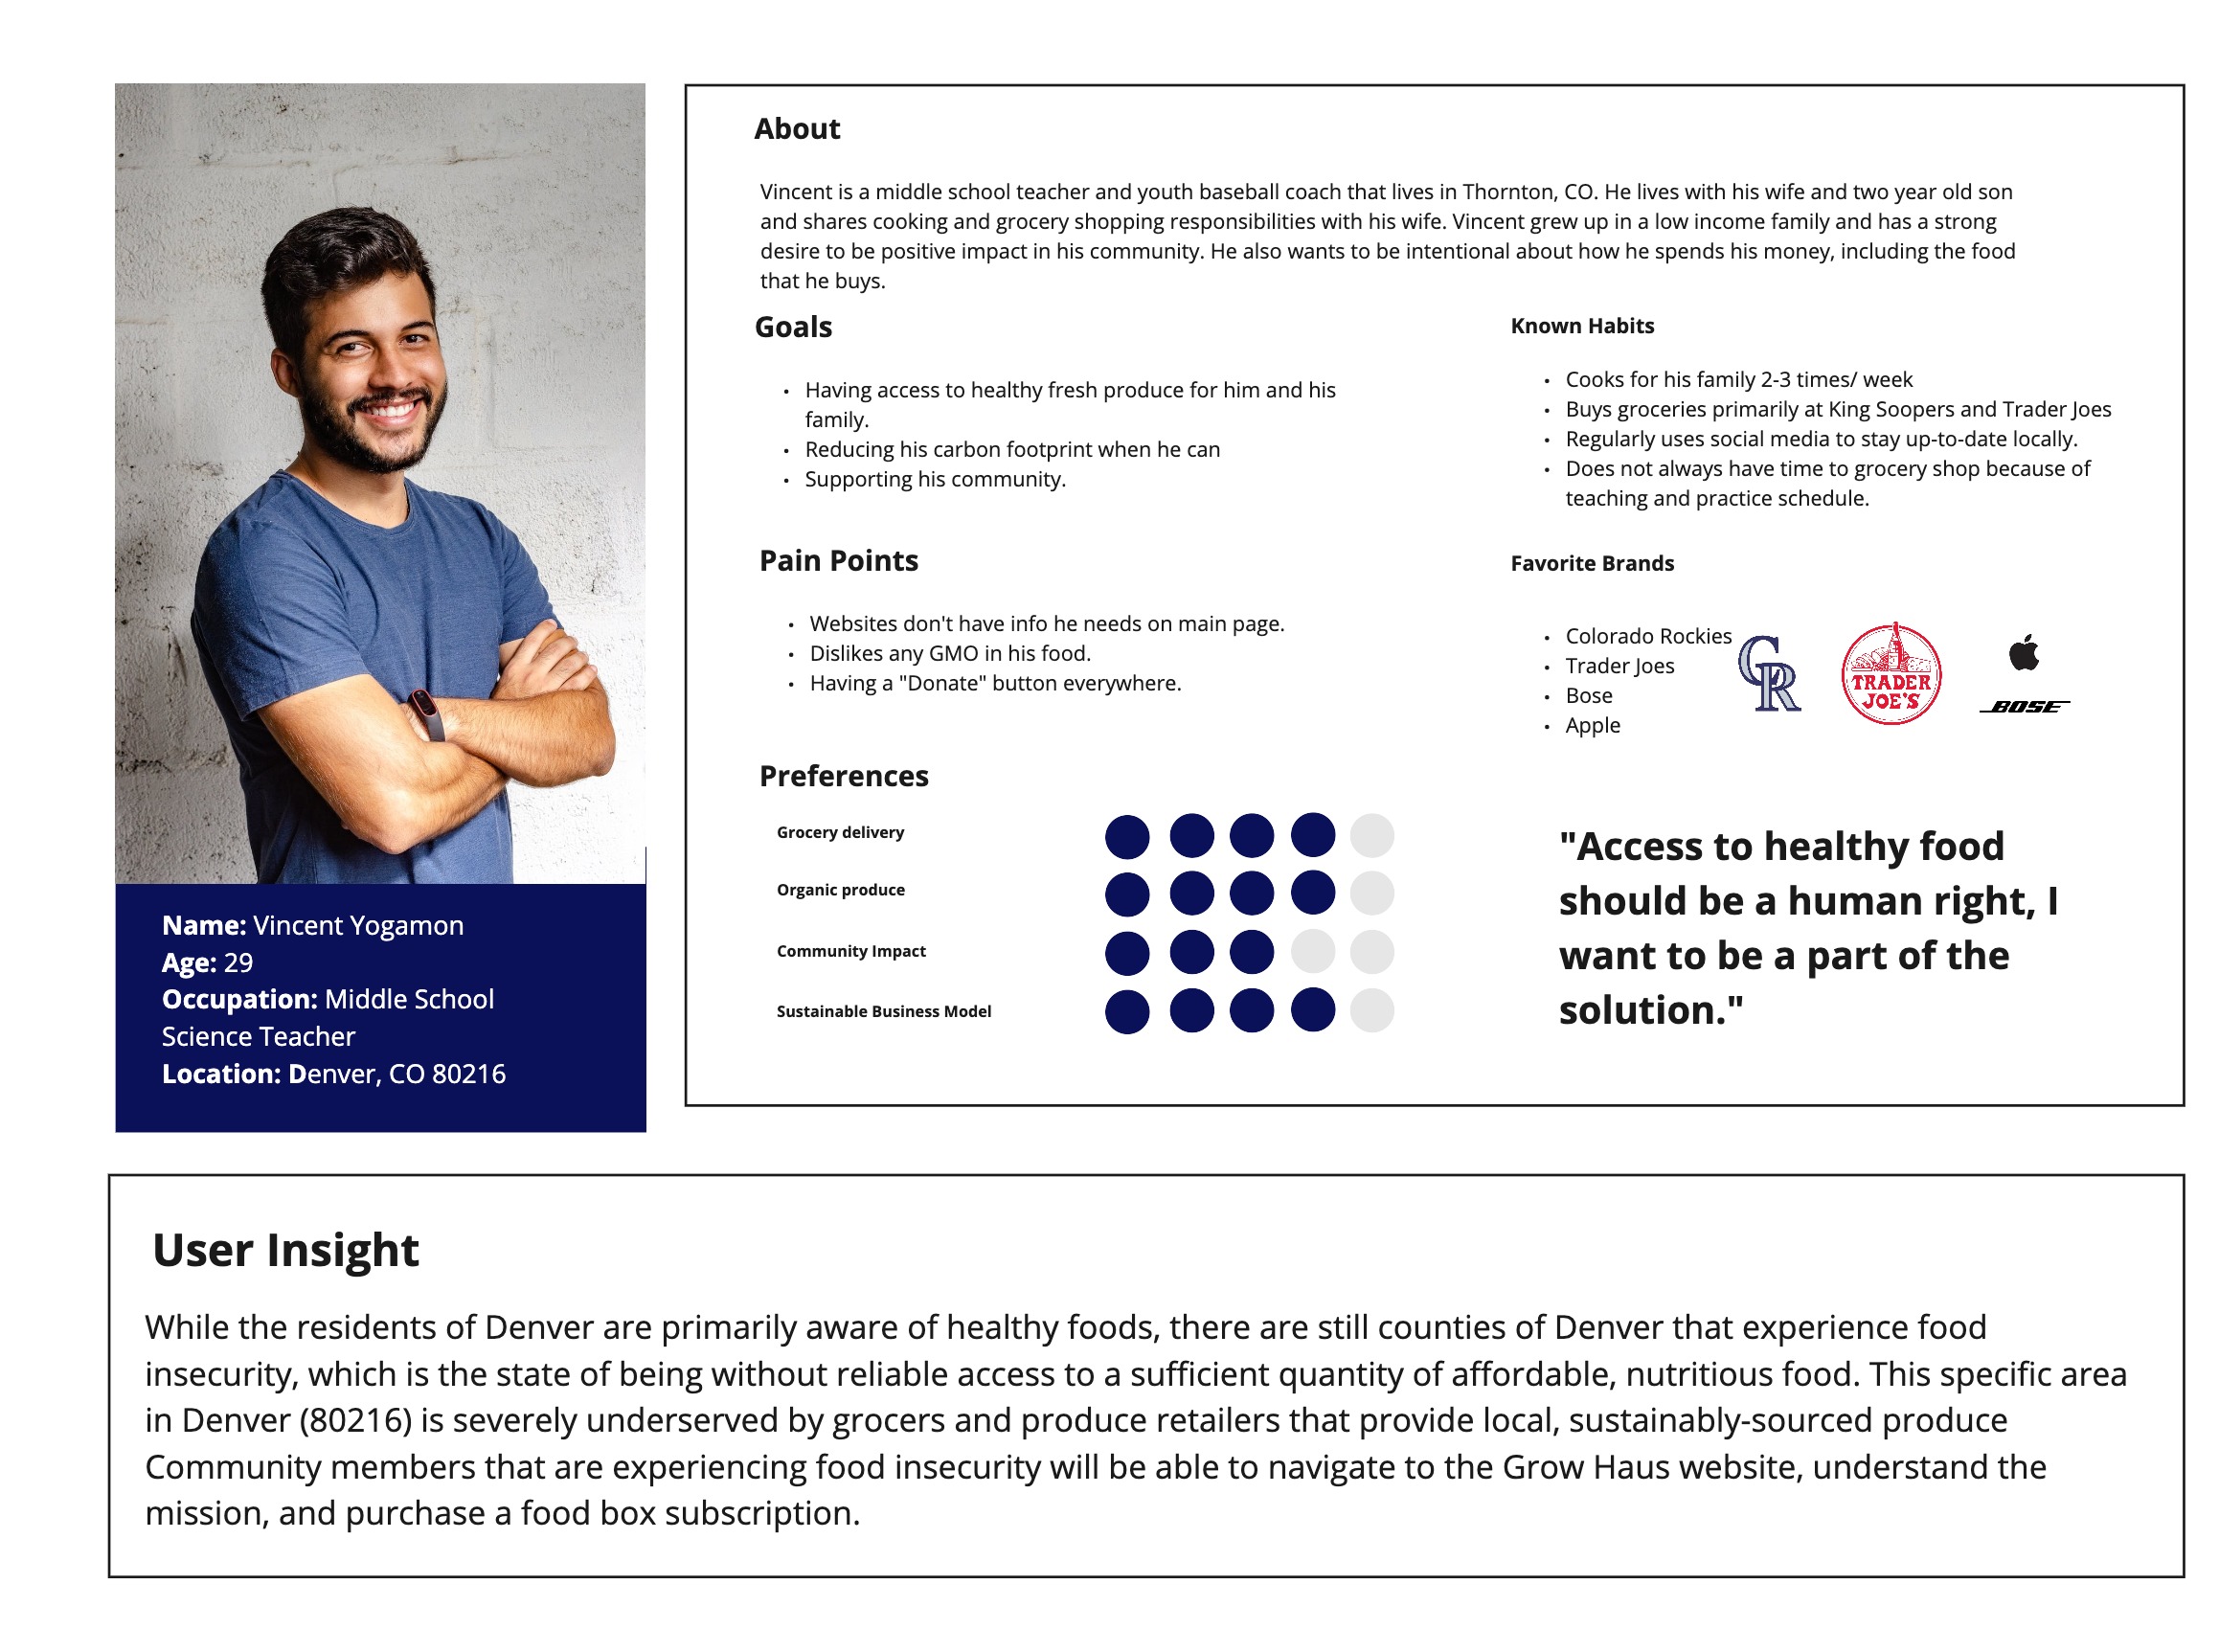 About
Vincent is a middle school teacher and youth baseball coach that lives in Thornton, CO. He lives with his wife and two year old son
and shares cooking and grocery shopping responsibilities with his wife. Vincent grew up in a low income family and has a strong
desire to be positive impact in his community. He also wants to be intentional about how he spends his money, including the food
that he buys.
Goals
• Having access to healthy fresh produce for him and his
family.
• Reducing his carbon footprint when he can
• Supporting his community.
Known Habits
• Cooks for his family 2-3 times/ week
• Buys groceries primarily at King Soopers and Trader Joes
• Regularly uses social media to stay up-to-date locally.
• Does not always have time to grocery shop because of
teaching and practice schedule.
Pain Points
• Websites don't have info he needs on main page.
• Dislikes any GMO in his food.
• Having a "Donate" button everywhere.
Favorite Brands
• Colorado Rockies
• Trader Joes
• Bose
• Apple
CR
TRADER
JOE'S
BOSE
Preferences
Grocery delivery
Organic produce
Community Impact
Sustainable Business Model
"Access to healthy food
should be a human right, I
want to be a part of the
solution."
Name: Vincent Yogamon
Age: 29
Occupation: Middle School
Science Teacher
Location: Denver, CO 80216
User Insight
While the residents of Denver are primarily aware of healthy foods, there are still counties of Denver that experience food
insecurity, which is the state of being without reliable access to a sufficient quantity of affordable, nutritious food. This specific area
in Denver (80216) is severely underserved by grocers and produce retailers that provide local, sustainably-sourced produce
Community members that are experiencing food insecurity will be able to navigate to the Grow Haus website, understand the
mission, and purchase a food box subscription.